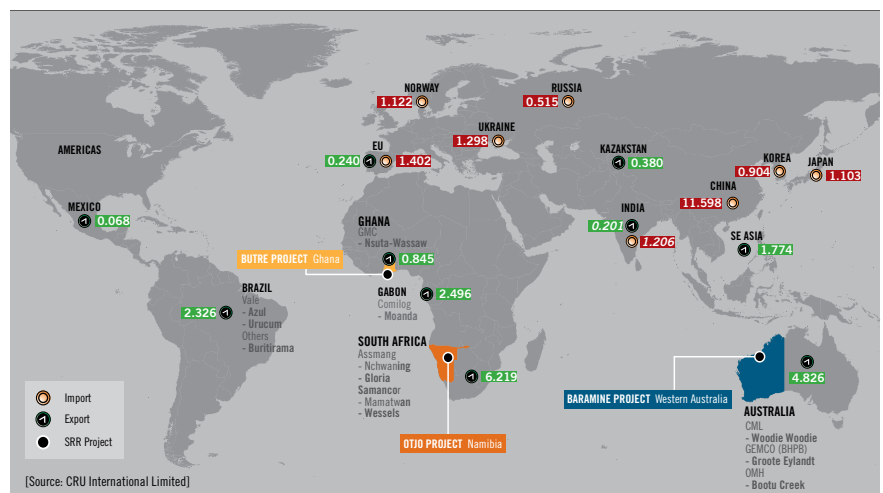 NORWAY
1.122
RUSSIA
0.515
UKRAINE
1.298
EU
0.240
1.402
AMERICAS
KAZAKSTAN
0.380
KOREA
0.904
JAPAN
1.103
CHINA
11.598
MEXICO
0.068
INDIA
0.201
1.206
SE ASIA
1.774
GHANA
GMC
- Nsuta-Wassaw
0.845
BUTRE PROJECT Ghana
GABON
Comilog
- Moanda
2.496
BRAZIL
Vale
- Azul
- Urucum
Others
- Buritirama
2.326
SOUTH AFRICA
Assmang
- Nchwaning
- Gloria
Samancor
- Mamatwan
- Wessels
6.219
OTJO PROJECT Namibia
BARAMINE PROJECT Western Australia
4.826
AUSTRALIA
CML
- Woodie Woodie
GEMCO (BHPB)
- Groote Eylandt
OMH
- Bootu Creek
Import
Export
SRR Project
[Source: CRU International Limited]